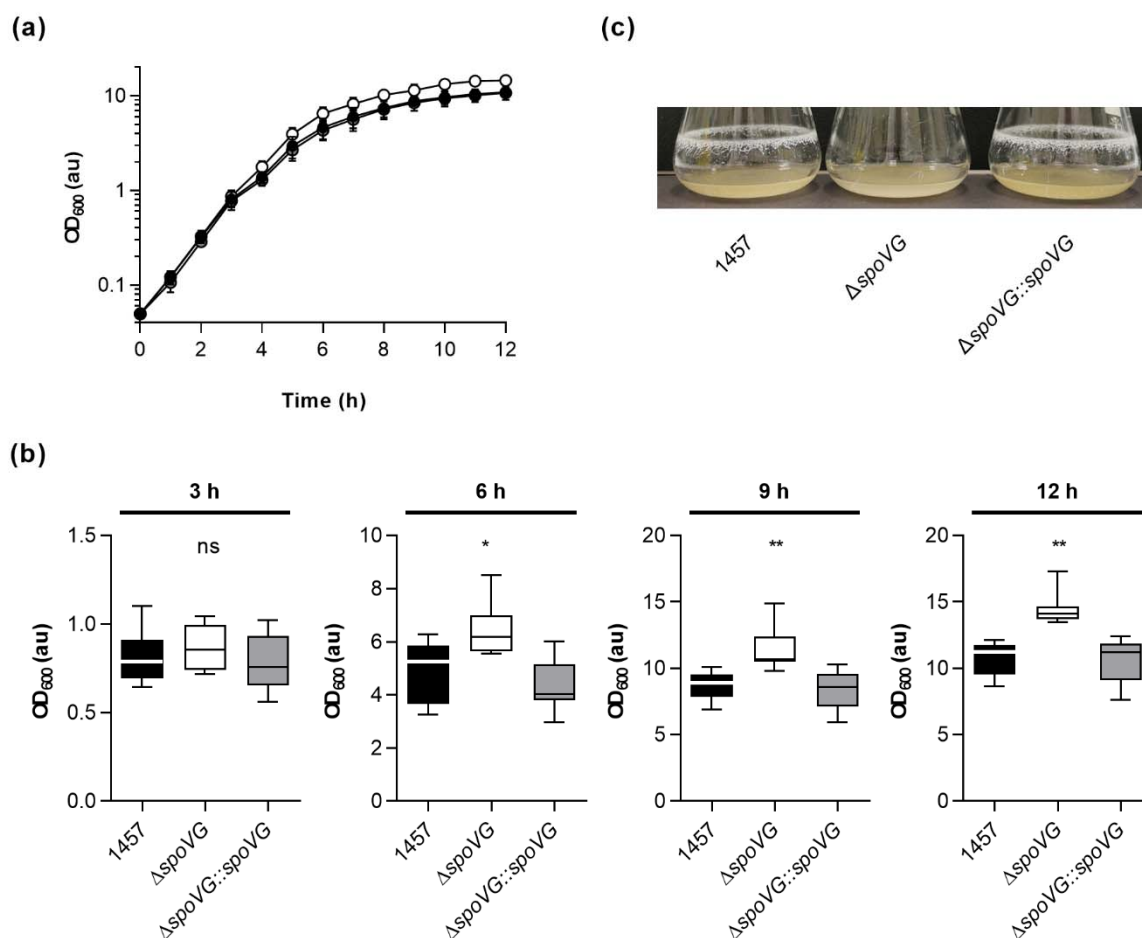 (a)
OD600 (au)
10
1
0.1
0
2
4
6
8
10
12
Time (h)
(c)
1457
ΔspoVG
ΔspoVG::spoVG
(b)
3 h
OD600 (au)
1.5
1.0
0.5
0.0
ns
1457
ΔspoVG
ΔspoVG::spoVG
6 h
OD600 (au)
10
8
6
4
2
0
*
1457
ΔspoVG
ΔspoVG::spoVG
9 h
OD600 (au)
20
15
10
5
0
**
1457
ΔspoVG
ΔspoVG::spoVG
12 h
OD600 (au)
20
15
10
5
0
**
1457
ΔspoVG
ΔspoVG::spoVG